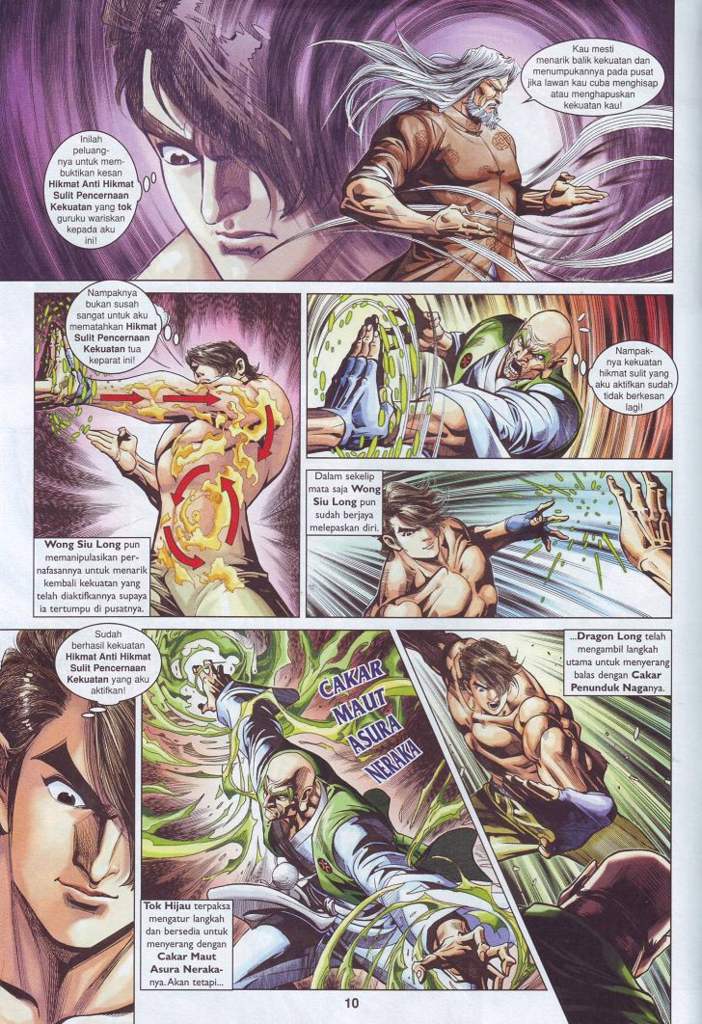 Kau mesti
menarik balik kekuatan dan
menumpukannya pada pusat
jika lawan kau cuba menghisap
atau menghapuskan
kekuatan kau!
Inilah
peluang-
nya untuk mem-
buktikan kesan
Hikmat Anti Hikmat
Sulit Pencernaan
Kekuatan yang tok
guruku wariskan
kepada aku
ini!
Nampaknya
bukan susah
sangat untuk aku
mematahkan Hikmat
Sulit Pencernaan
Kekuatan tua
keparat ini!
Wong Siu Long pun
memanipulasikan per-
nafasannya untuk menarik
kembali kekuatan yang
telah diaktifkannya supaya
ia tertumpu di pusatnya.
Nampak-
nya kekuatan
hikmat sulit yang
aku aktifkan sudah
tidak berkesan
lagi!
Dalam sekelip
mata saja Wong
Siu Long pun
sudah berjaya
melepaskan diri.
Sudah
berhasil kekuatan
Hikmat Anti Hikmat
Sulit Pencernaan
Kekuatan yang aku
aktifkan!
CAKAR
MAUT
ASURA
NERAKA
Tok Hijau terpaksa
mengatur langkah
dan bersedia untuk
menyerang dengan
Cakar Maut
Asura Neraka-
nya. Akan tetapi...
...Dragon Long telah
mengambil langkah
utama untuk menyerang
balas dengan Cakar
Penunduk Naganya.
10